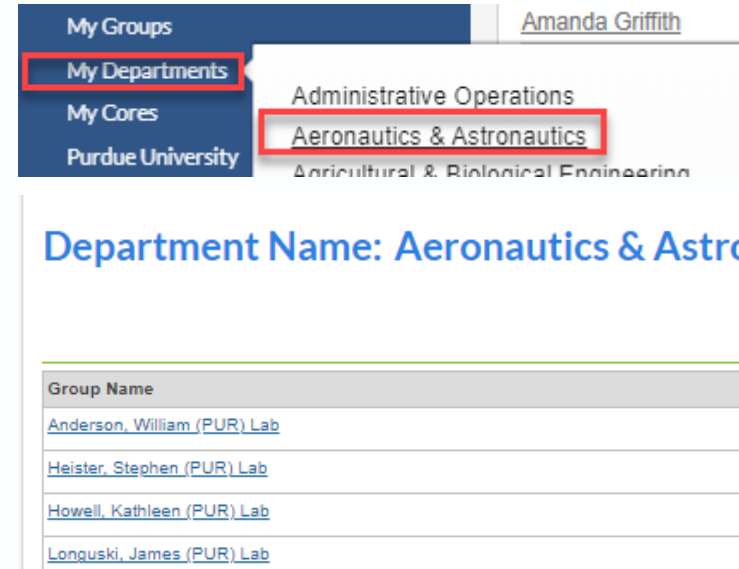 My Groups
Amanda Griffith
My Departments
Administrative Operations
My Cores
Aeronautics & Astronautics
Purdue University
Agricultural & Biological Engineering
Department Name: Aeronautics & Astro
Group Name
Anderson, William (PUR) Lab
Heister, Stephen (PUR) Lab
Howell, Kathleen (PUR) Lab
Longuski, James (PUR) Lab